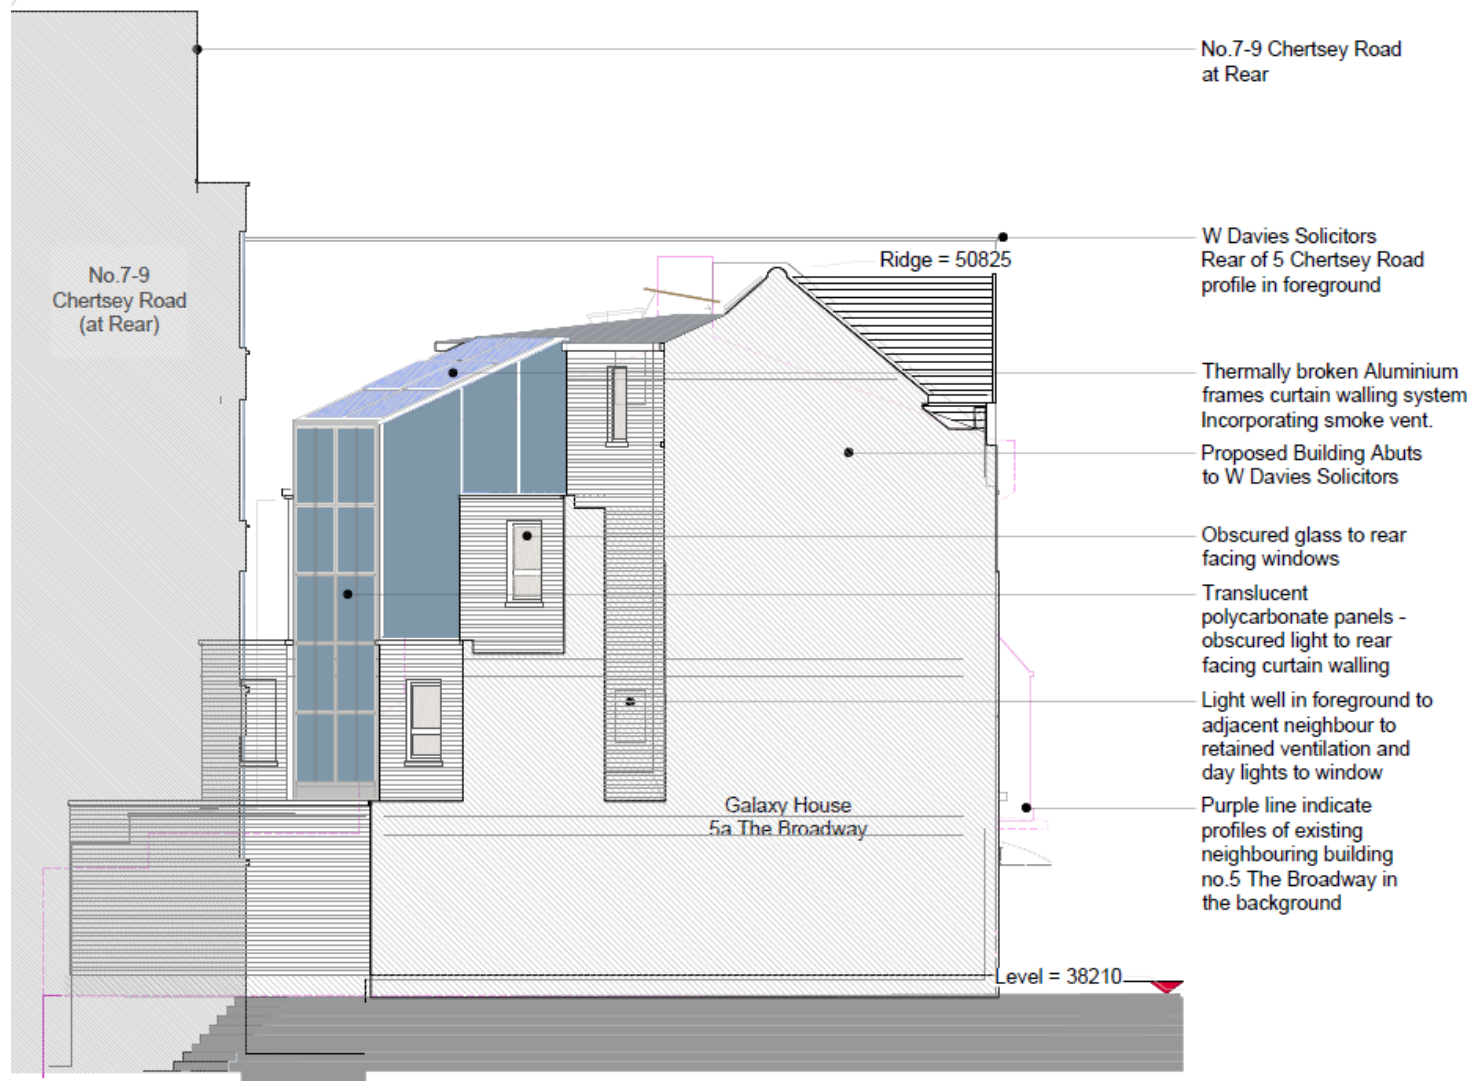 No.7-9 Chertsey Road
at Rear
W Davies Solicitors
Rear of 5 Chertsey Road
profile in foreground
Ridge = 50825
No.7-9
Chertsey Road
(at Rear)
Thermally broken Aluminium
frames curtain walling system
Incorporating smoke vent.
Proposed Building Abuts
to W Davies Solicitors
Obscured glass to rear
facing windows
Translucent
polycarbonate panels -
obscured light to rear
facing curtain walling
Light well in foreground to
adjacent neighbour to
retained ventilation and
day lights to window
Galaxy House
5a The Broadway
Purple line indicate
profiles of existing
neighbouring building
no.5 The Broadway in
the background
Level = 38210